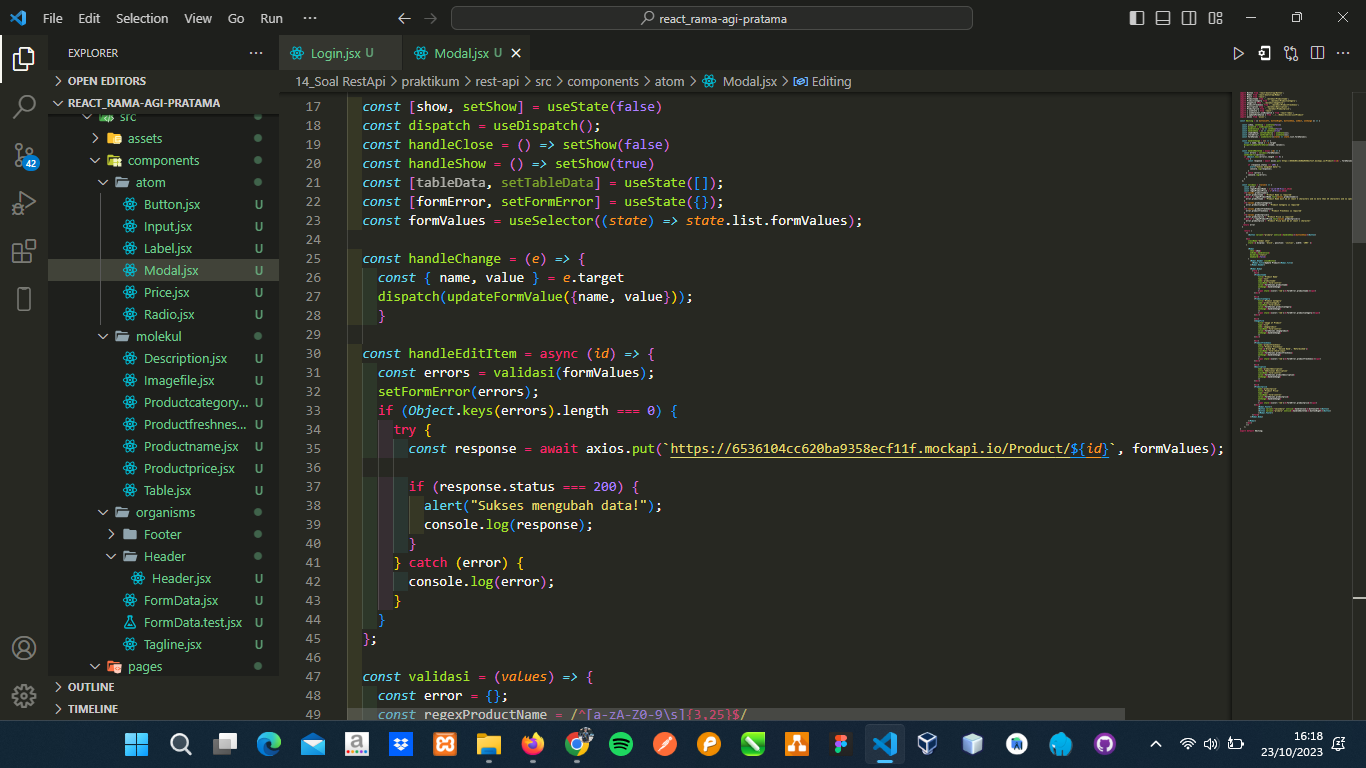 File Edit Selection View Go Run ··· react_rama-agi-pratama
EXPLORER ···
OPEN EDITORS
REACT_RAMA-AGI-PRATAMA
src
assets
components
atom
Button.jsx U
Input.jsx U
Label.jsx U
Modal.jsx U
Price.jsx U
Radio.jsx U
molekul
Description.jsx U
Imagefile.jsx U
Productcategory... U
Productfreshnes... U
Productname.jsx U
Productprice.jsx U
Table.jsx U
organisms
Footer
Header
Header.jsx U
FormData.jsx U
FormData.test.jsx U
Tagline.jsx U
pages
OUTLINE
TIMELINE
42
Login.jsx U Modal.jsx U
14_Soal RestApi > praktikum > rest-api > src > components > atom > Modal.jsx > Editing
17 const [show, setShow] = useState(false)
18 const dispatch = useDispatch();
19 const handleClose = () => setShow(false)
20 const handleShow = () => setShow(true)
21 const [tableData, setTableData] = useState([]);
22 const [formError, setFormError] = useState({});
23 const formValues = useSelector((state) => state.list.formValues);
24
25 const handleChange = (e) => {
26 const { name, value } = e.target
27 dispatch(updateFormValue({name, value}));
28 }
29
30 const handleEditItem = async (id) => {
31 const errors = validasi(formValues);
32 setFormError(errors);
33 if (Object.keys(errors).length === 0) {
34 try {
35 const response = await axios.put(`https://6536104cc620ba9358ecf11f.mockapi.io/Product/${id}`, formValues);
36
37 if (response.status === 200) {
38 alert("Sukses mengubah data!");
39 console.log(response);
40 }
41 } catch (error) {
42 console.log(error);
43 }
44 }
45 };
46
47 const validasi = (values) => {
48 const error = {};
49 const regexProductName = /^[a-zA-Z0-9\s]{3,25}$/
16:18
23/10/2023